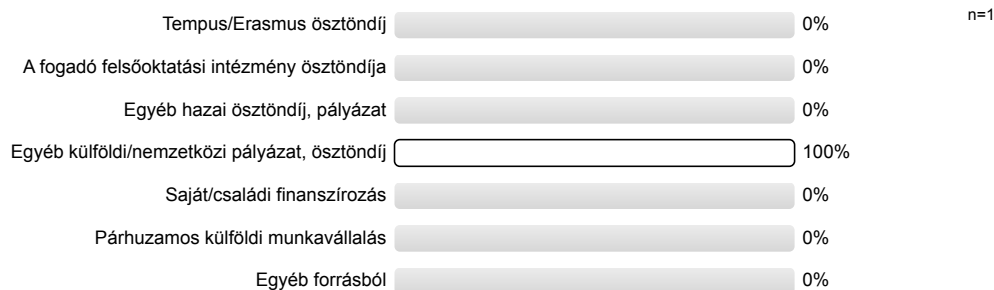 Tempus/Erasmus ösztöndíj 0% n=1
A fogadó felsőoktatási intézmény ösztöndíja 0%
Egyéb hazai ösztöndíj, pályázat 0%
Egyéb külföldi/nemzetközi pályázat, ösztöndíj 100%
Saját/családi finanszírozás 0%
Párhuzamos külföldi munkavállalás 0%
Egyéb forrásból 0%